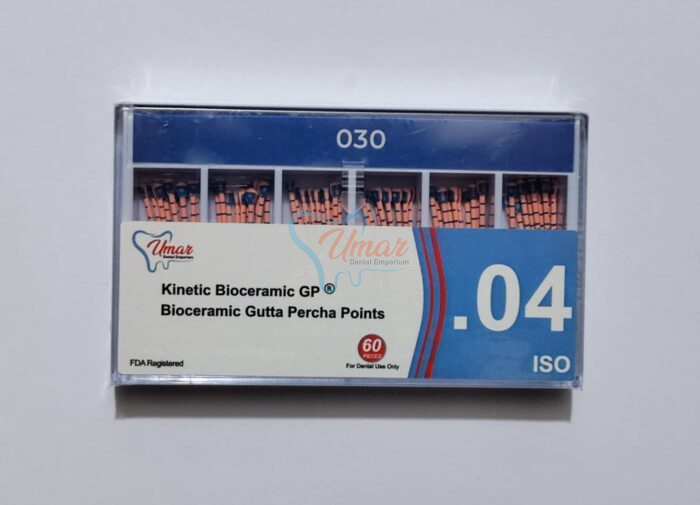 030
Umar
Dental Emporium
Umar
Dental Emporium
Kinetic Bioceramic GP ®
Bioceramic Gutta Percha Points
.04
60
PIECES
FDA Registered
For Dental Use Only
ISO